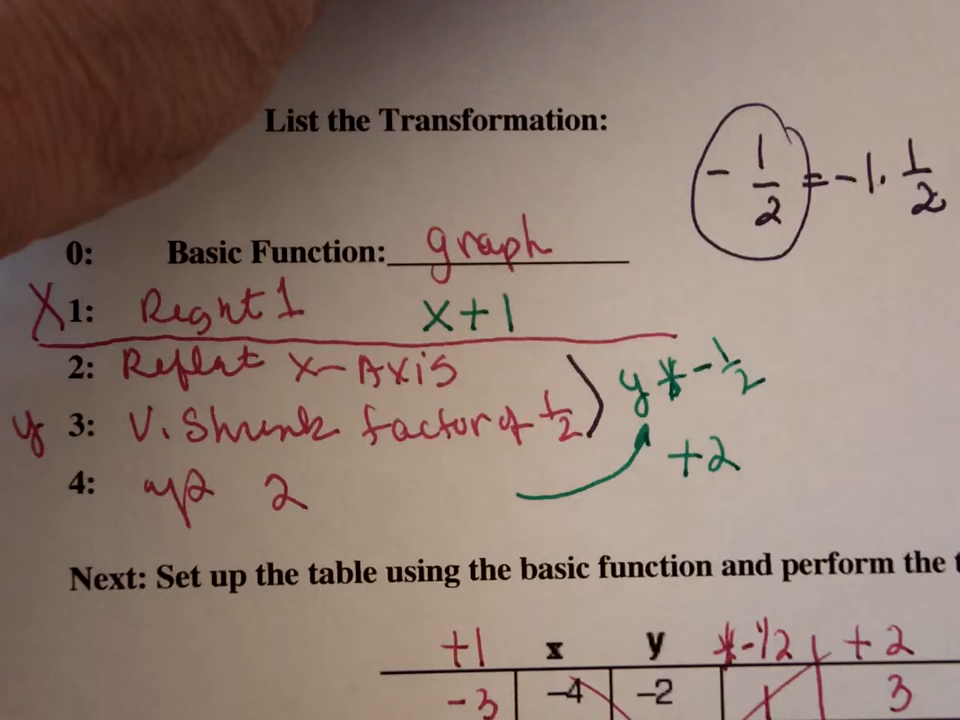 List the Transformation:
- 1/2 = -1 · 1/2
0: Basic Function: graph
X 1: Right 1 x+1
2: Reflect x-Axis
y 3: V. Shrink factor of 1/2 ) y * -1/2
4: up 2 +2
Next: Set up the table using the basic function and perform the t
+1 x y *-1/2 +2
-3 -4 -2 1 3